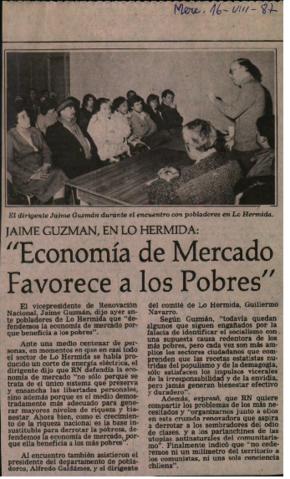 Merc. 16-VIII-87
El dirigente Jaime Guzmán durante el encuentro con pobladores en Lo Hermida.
JAIME GUZMAN, EN LO HERMIDA:
"Economía de Mercado
Favorece a los Pobres"
El vicepresidente de Renovación
Nacional, Jaime Guzmán, dijo ayer an-
te pobladores de Lo Hermida que "de-
fendemos la economía de mercado por-
que beneficia a los pobres".
Ante una medio centenar de per-
sonas, en momentos en que en casi todo
el sector de Lo Hermida se había pro-
ducido un corte de energía eléctrica, el
dirigente dijo que RN defiende la eco-
nomía de mercado "no sólo porque se
trata de el único sistema que preserva
y ensancha las libertades personales,
sino además porque es el medio demos-
tradamente más adecuado para gene-
rar mayores niveles de riqueza y bie-
nestar. Ahora bien, como el crecimien-
to de la riqueza nacional es la base in-
sustituible para derrotar la pobreza, de-
fendemos la economía de mercado, por-
que ella beneficia a los más pobres".
Al encuentro también asistieron el
presidente del departamento de pobla-
dores, Alfredo Galdámez, y el dirigente
del comité de Lo Hermida, Guillermo
Navarro.
Según Guzmán, "todavía quedan
algunos que siguen engañados por la
falacia de identificar el socialismo con
una supuesta causa redentora de los
más pobres, pero cada vez son más am-
plios los sectores ciudadanos que com-
prenden que las recetas estatistas nu-
tridas del populismo y de la demagogia,
sólo satisfacen los impulsos viscerales
de la irresponsabilidad y de la envidia,
pero jamás generan bienestar efectivo
y duradero".
Además, expresó, que RN quiere
compartir los problemas de los más ne-
cesitados y "organizarnos junto a ellos
en esta cruzada renovadora que aspira
a derrotar a los sembradores del odio
de clases, y a los parlanchines de las
utopías antinaturales del comunitaris-
mo". Finalmente indicó que "no cede-
remos ni un milímetro del territorio a
los comunistas, ni una sola conciencia
chilena".